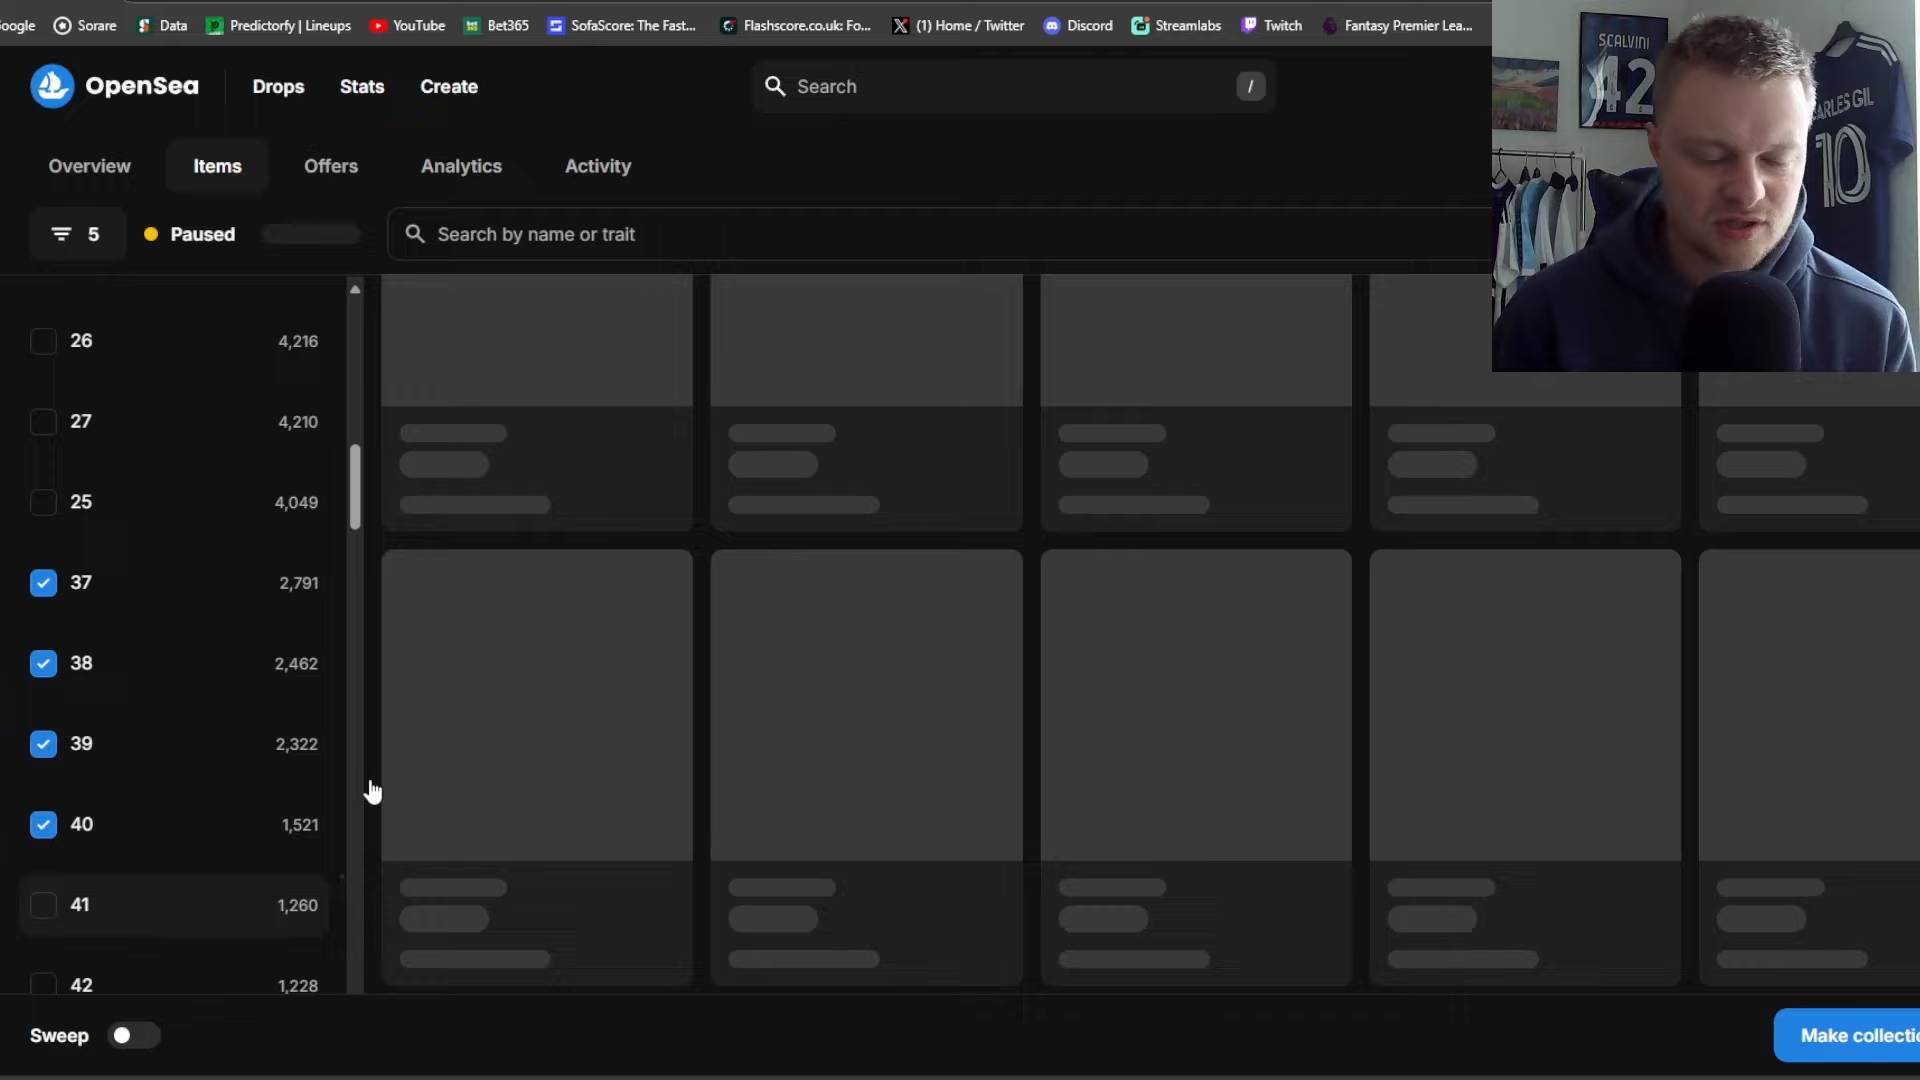 oogle Sorare Data Predictorfy | Lineups YouTube Bet365 SofaScore: The Fast... Flashscore.co.uk: Fo... (1) Home / Twitter Discord Streamlabs Twitch Fantasy Premier Lea...
OpenSea Drops Stats Create Search /
Overview Items Offers Analytics Activity
5 Paused Search by name or trait
26 4,216
27 4,210
25 4,049
37 2,791
38 2,462
39 2,322
40 1,521
41 1,260
42 1,228
Sweep Make collectio
SCALVINI
42
ARLES GIL
10